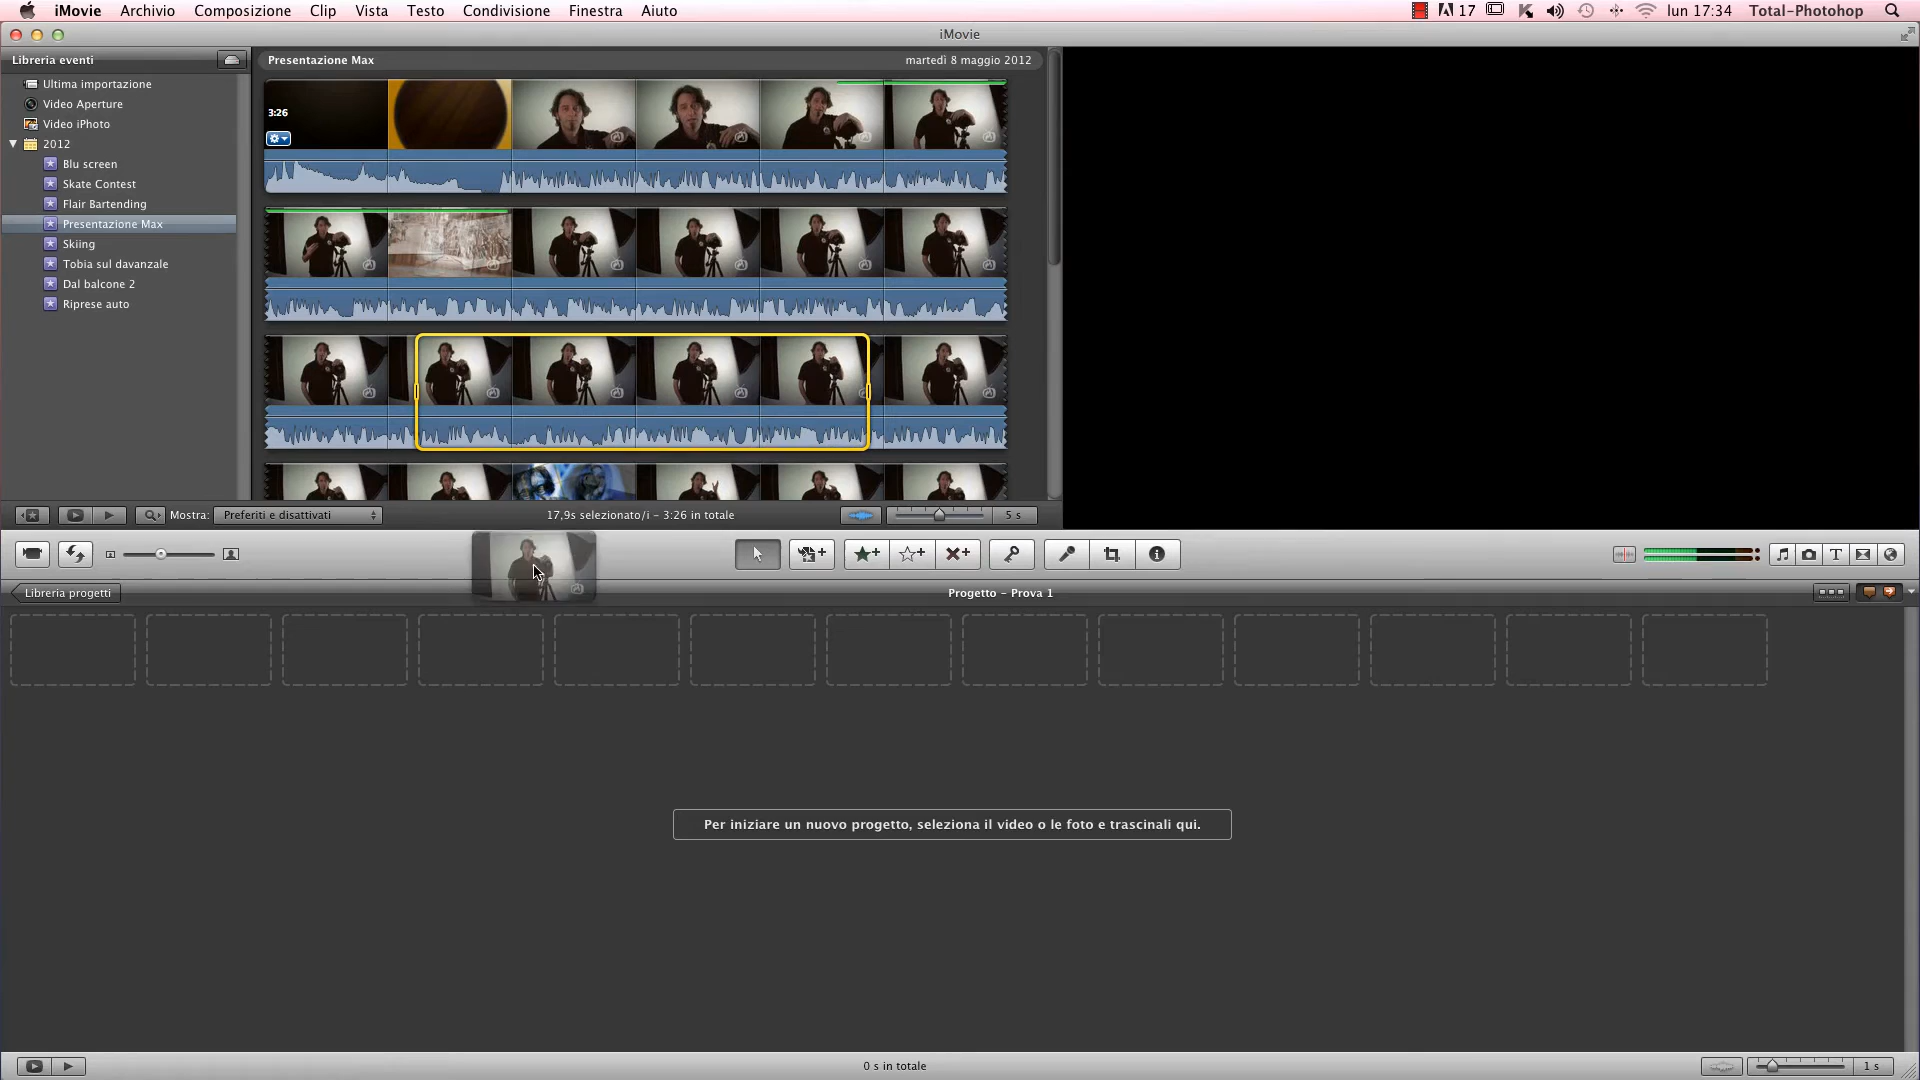 iMovie Archivio Composizione Clip Vista Testo Condivisione Finestra Aiuto 17 lun 17:34 Total-Photohop
iMovie
Libreria eventi
Presentazione Max martedì 8 maggio 2012
Ultima importazione
Video Aperture
Video iPhoto
2012
Blu screen
Skate Contest
Flair Bartending
Presentazione Max
Skiing
Tobia sul davanzale
Dal balcone 2
Riprese auto
3:26
Mostra: Preferiti e disattivati 17,9s selezionato/i – 3:26 in totale 5 s
Libreria progetti Progetto – Prova 1
Per iniziare un nuovo progetto, seleziona il video o le foto e trascinali qui.
0 s in totale 1 s